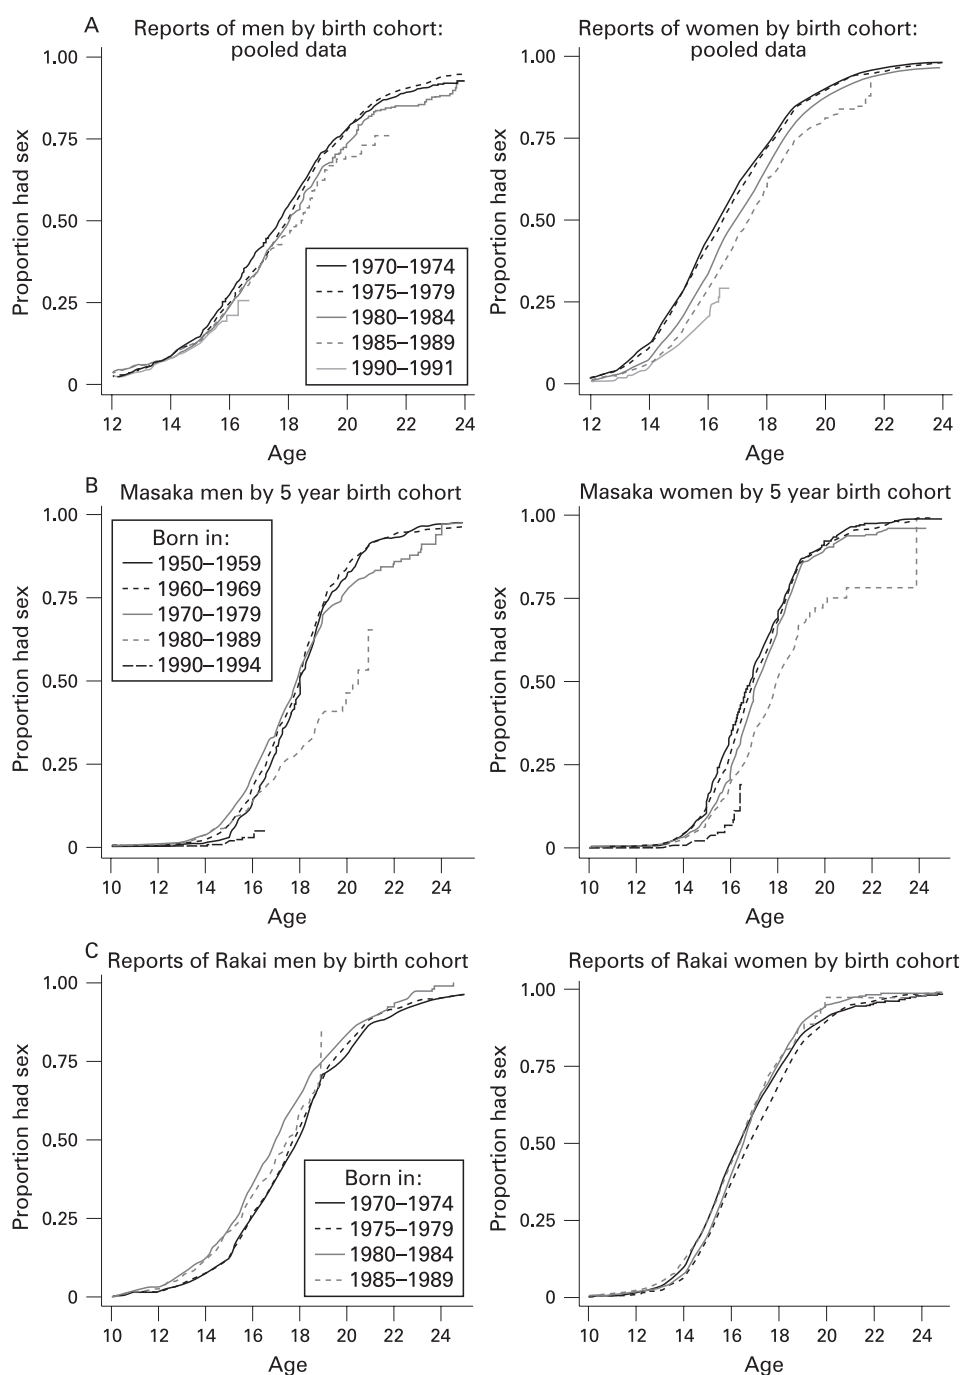 A
Reports of men by birth cohort:
pooled data
1.00
0.75
0.50
0.25
0
Proportion had sex
1970–1974
1975–1979
1980–1984
1985–1989
1990–1991
12 14 16 18 20 22 24
Age
Reports of women by birth cohort:
pooled data
1.00
0.75
0.50
0.25
0
Proportion had sex
12 14 16 18 20 22 24
Age
B
Masaka men by 5 year birth cohort
1.00
0.75
0.50
0.25
0
Proportion had sex
Born in:
1950–1959
1960–1969
1970–1979
1980–1989
1990–1994
10 12 14 16 18 20 22 24
Age
Masaka women by 5 year birth cohort
1.00
0.75
0.50
0.25
0
Proportion had sex
10 12 14 16 18 20 22 24
Age
C
Reports of Rakai men by birth cohort
1.00
0.75
0.50
0.25
0
Proportion had sex
Born in:
1970–1974
1975–1979
1980–1984
1985–1989
10 12 14 16 18 20 22 24
Age
Reports of Rakai women by birth cohort
1.00
0.75
0.50
0.25
0
Proportion had sex
10 12 14 16 18 20 22 24
Age